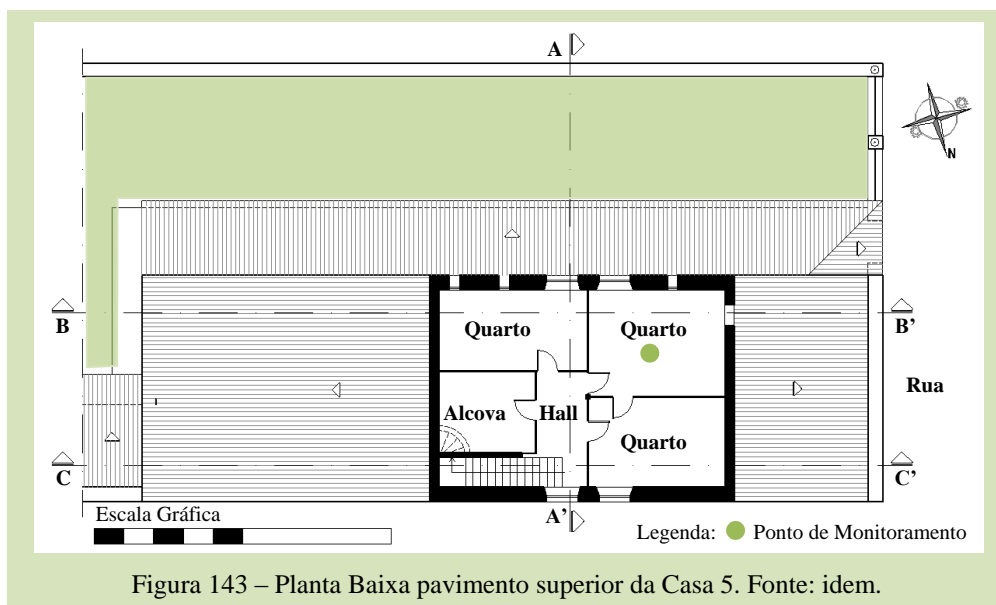 A
N
B
Quarto
Quarto
B’
Rua
Alcova
Hall
Quarto
C
C’
A’
Escala Gráfica
Legenda: Ponto de Monitoramento
Figura 143 – Planta Baixa pavimento superior da Casa 5. Fonte: idem.